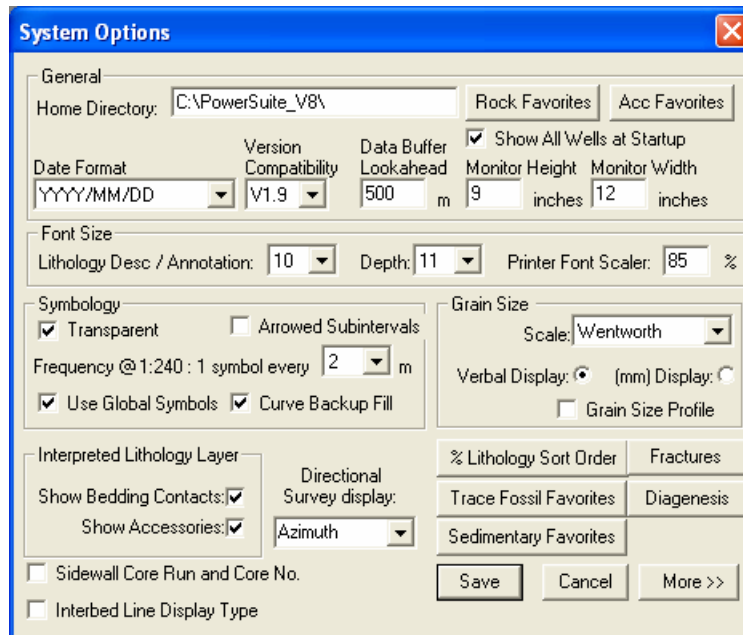 System Options
General
Home Directory: C:\PowerSuite_V8\ Rock Favorites Acc Favorites
Show All Wells at Startup
Date Format Version Compatibility Data Buffer Lookahead Monitor Height Monitor Width
YYYY/MM/DD V1.9 500 m 9 inches 12 inches
Font Size
Lithology Desc / Annotation: 10 Depth: 11 Printer Font Scaler: 85 %
Symbology
Transparent Arrowed Subintervals
Frequency @ 1:240 : 1 symbol every 2 m
Use Global Symbols Curve Backup Fill
Grain Size
Scale: Wentworth
Verbal Display: (mm) Display:
Grain Size Profile
Interpreted Lithology Layer
Show Bedding Contacts:
Show Accessories:
Directional
Survey display:
Azimuth
% Lithology Sort Order Fractures
Trace Fossil Favorites Diagenesis
Sedimentary Favorites
Sidewall Core Run and Core No.
Interbed Line Display Type
Save Cancel More >>